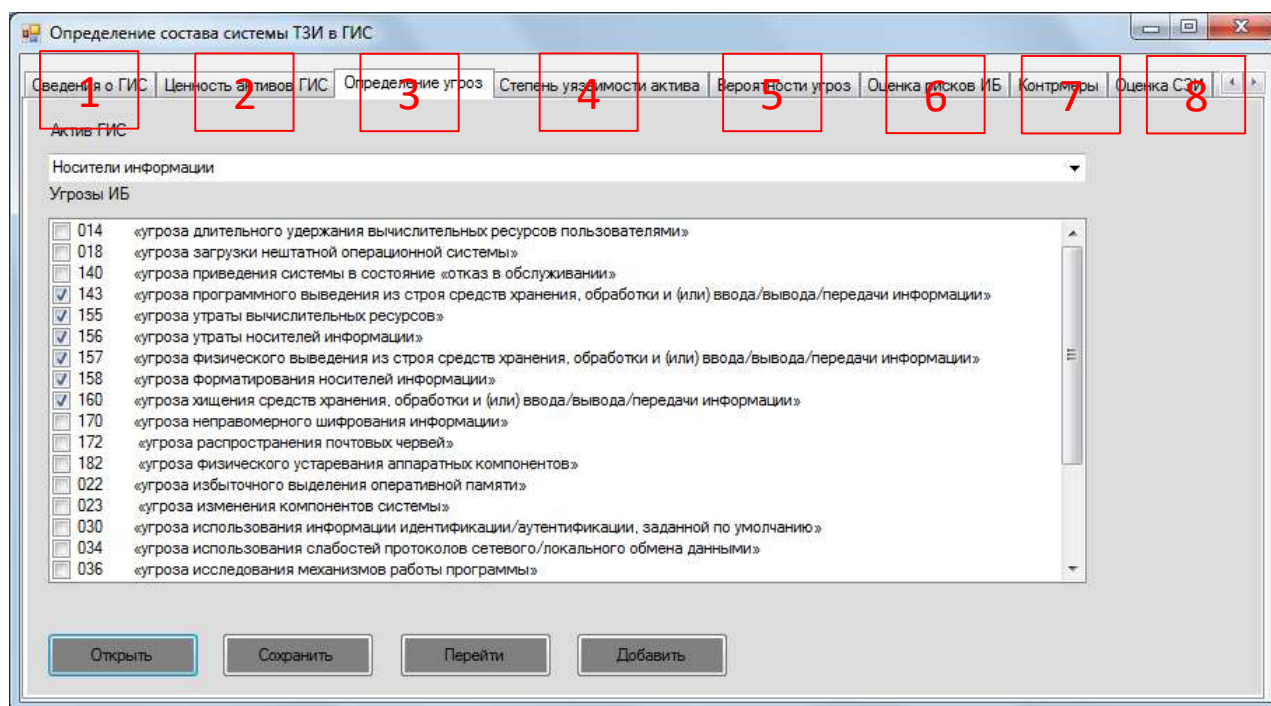 Определение состава системы ТЗИ в ГИС
Сведения о ГИС Ценность активов ГИС Определение угроз Степень уязвимости актива Вероятности угроз Оценка рисков ИБ Контрмеры Оценка СЗИ
1 2 3 4 5 6 7 8
Актив ГИС
Носители информации
Угрозы ИБ
014 «угроза длительного удержания вычислительных ресурсов пользователями»
018 «угроза загрузки нештатной операционной системы»
140 «угроза приведения системы в состояние «отказ в обслуживании»
143 «угроза программного выведения из строя средств хранения, обработки и (или) ввода/вывода/передачи информации»
155 «угроза утраты вычислительных ресурсов»
156 «угроза утраты носителей информации»
157 «угроза физического выведения из строя средств хранения, обработки и (или) ввода/вывода/передачи информации»
158 «угроза форматирования носителей информации»
160 «угроза хищения средств хранения, обработки и (или) ввода/вывода/передачи информации»
170 «угроза неправомерного шифрования информации»
172 «угроза распространения почтовых червей»
182 «угроза физического устаревания аппаратных компонентов»
022 «угроза избыточного выделения оперативной памяти»
023 «угроза изменения компонентов системы»
030 «угроза использования информации идентификации/аутентификации, заданной по умолчанию»
034 «угроза использования слабостей протоколов сетевого/локального обмена данными»
036 «угроза исследования механизмов работы программы»
Открыть Сохранить Перейти Добавить